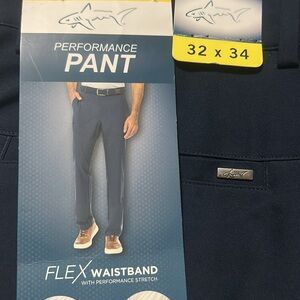 32 x 34
PERFORMANCE
PANT
FLEX WAISTBAND
WITH PERFORMANCE STRETCH